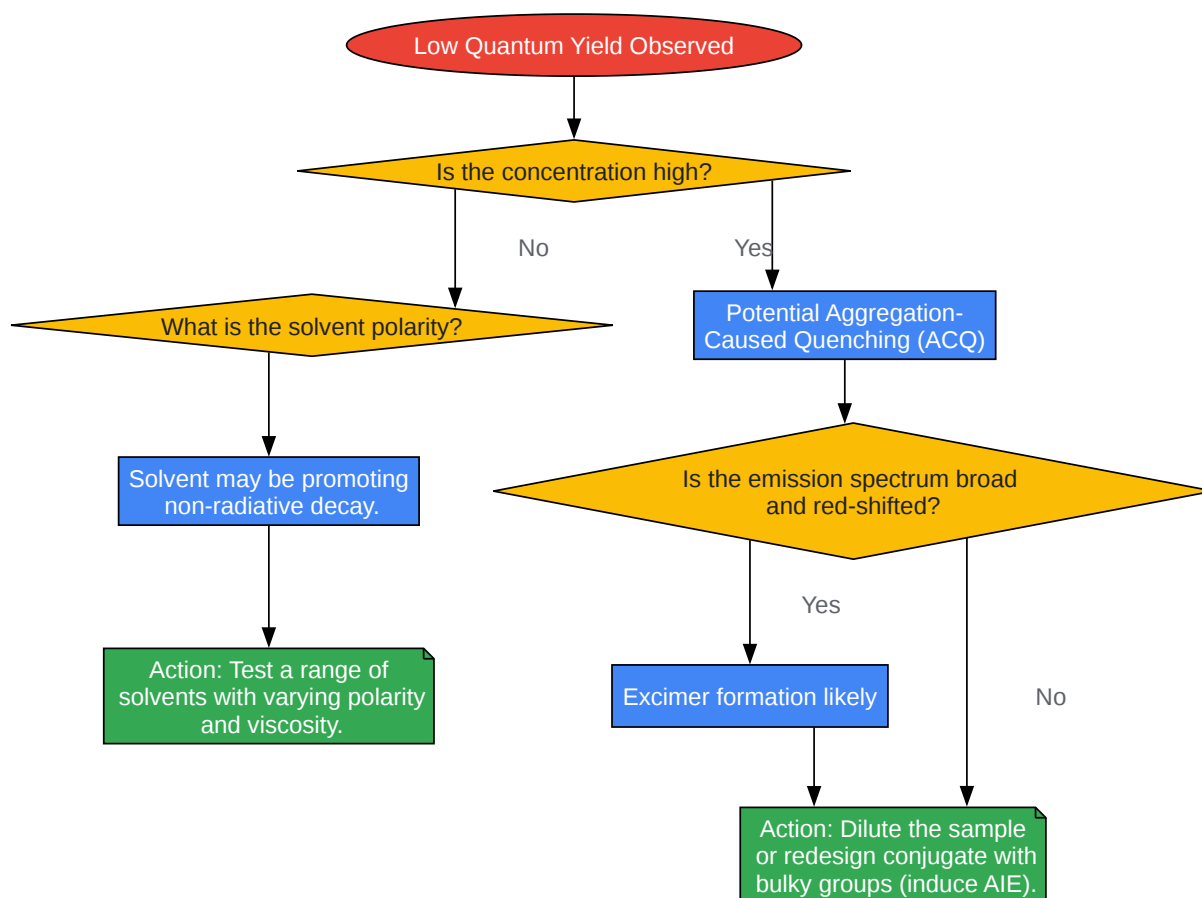 Low Quantum Yield Observed
Is the concentration high?
No
Yes
What is the solvent polarity?
Potential Aggregation-
Caused Quenching (ACQ)
Solvent may be promoting
non-radiative decay.
Is the emission spectrum broad
and red-shifted?
Yes
No
Action: Test a range of
solvents with varying polarity
and viscosity.
Excimer formation likely
Action: Dilute the sample
or redesign conjugate with
bulky groups (induce AIE).